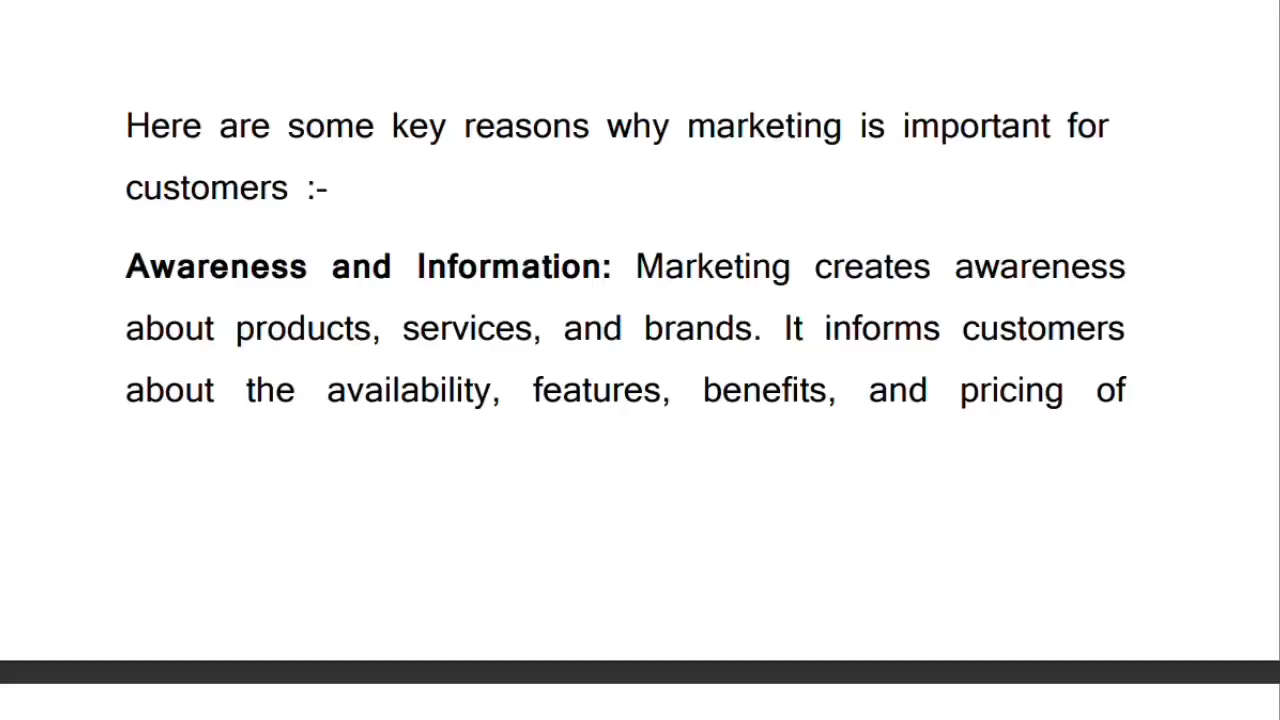 Here are some key reasons why marketing is important for
customers :-
Awareness and Information: Marketing creates awareness
about products, services, and brands. It informs customers
about the availability, features, benefits, and pricing of